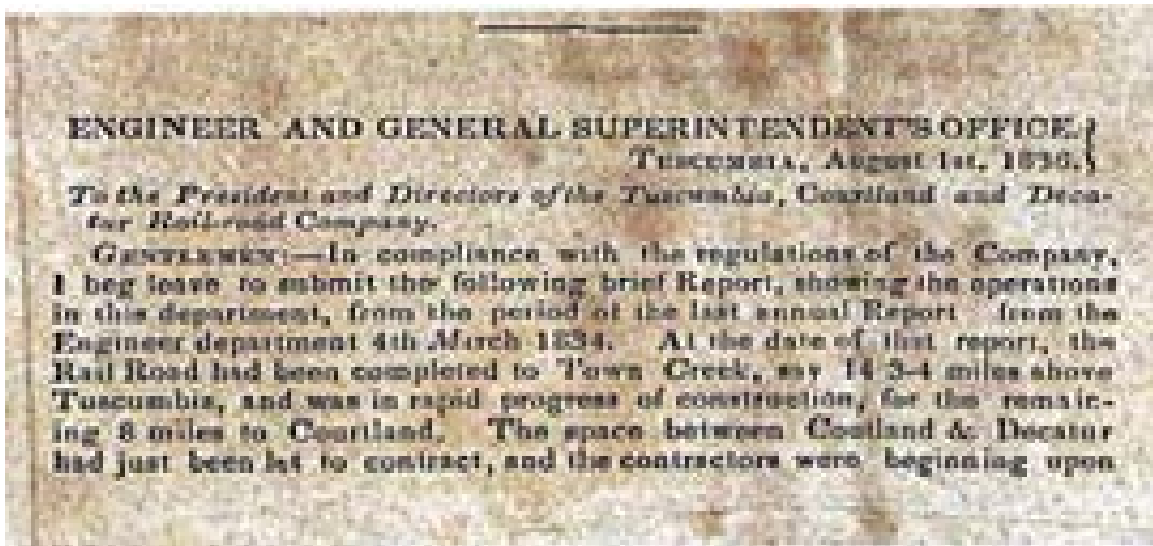 ENGINEER AND GENERAL SUPERINTENDENT'S OFFICE. }
TUSCUMBIA, August 1st, 1836. }
To the President and Directors of the Tuscumbia, Courtland and Deca-
tur Rail-road Company.
GENTLEMEN:—In compliance with the regulations of the Company,
I beg leave to submit the following brief Report, showing the operations
in this department, from the period of the last annual Report from the
Engineer department 4th March 1834. At the date of that report, the
Rail Road had been completed to Town Creek, say 14 3-4 miles above
Tuscumbia, and was in rapid progress of construction, for the remain-
ing 8 miles to Courtland. The space between Coutland & Decatur
had just been let to contract, and the contractors were beginning upon